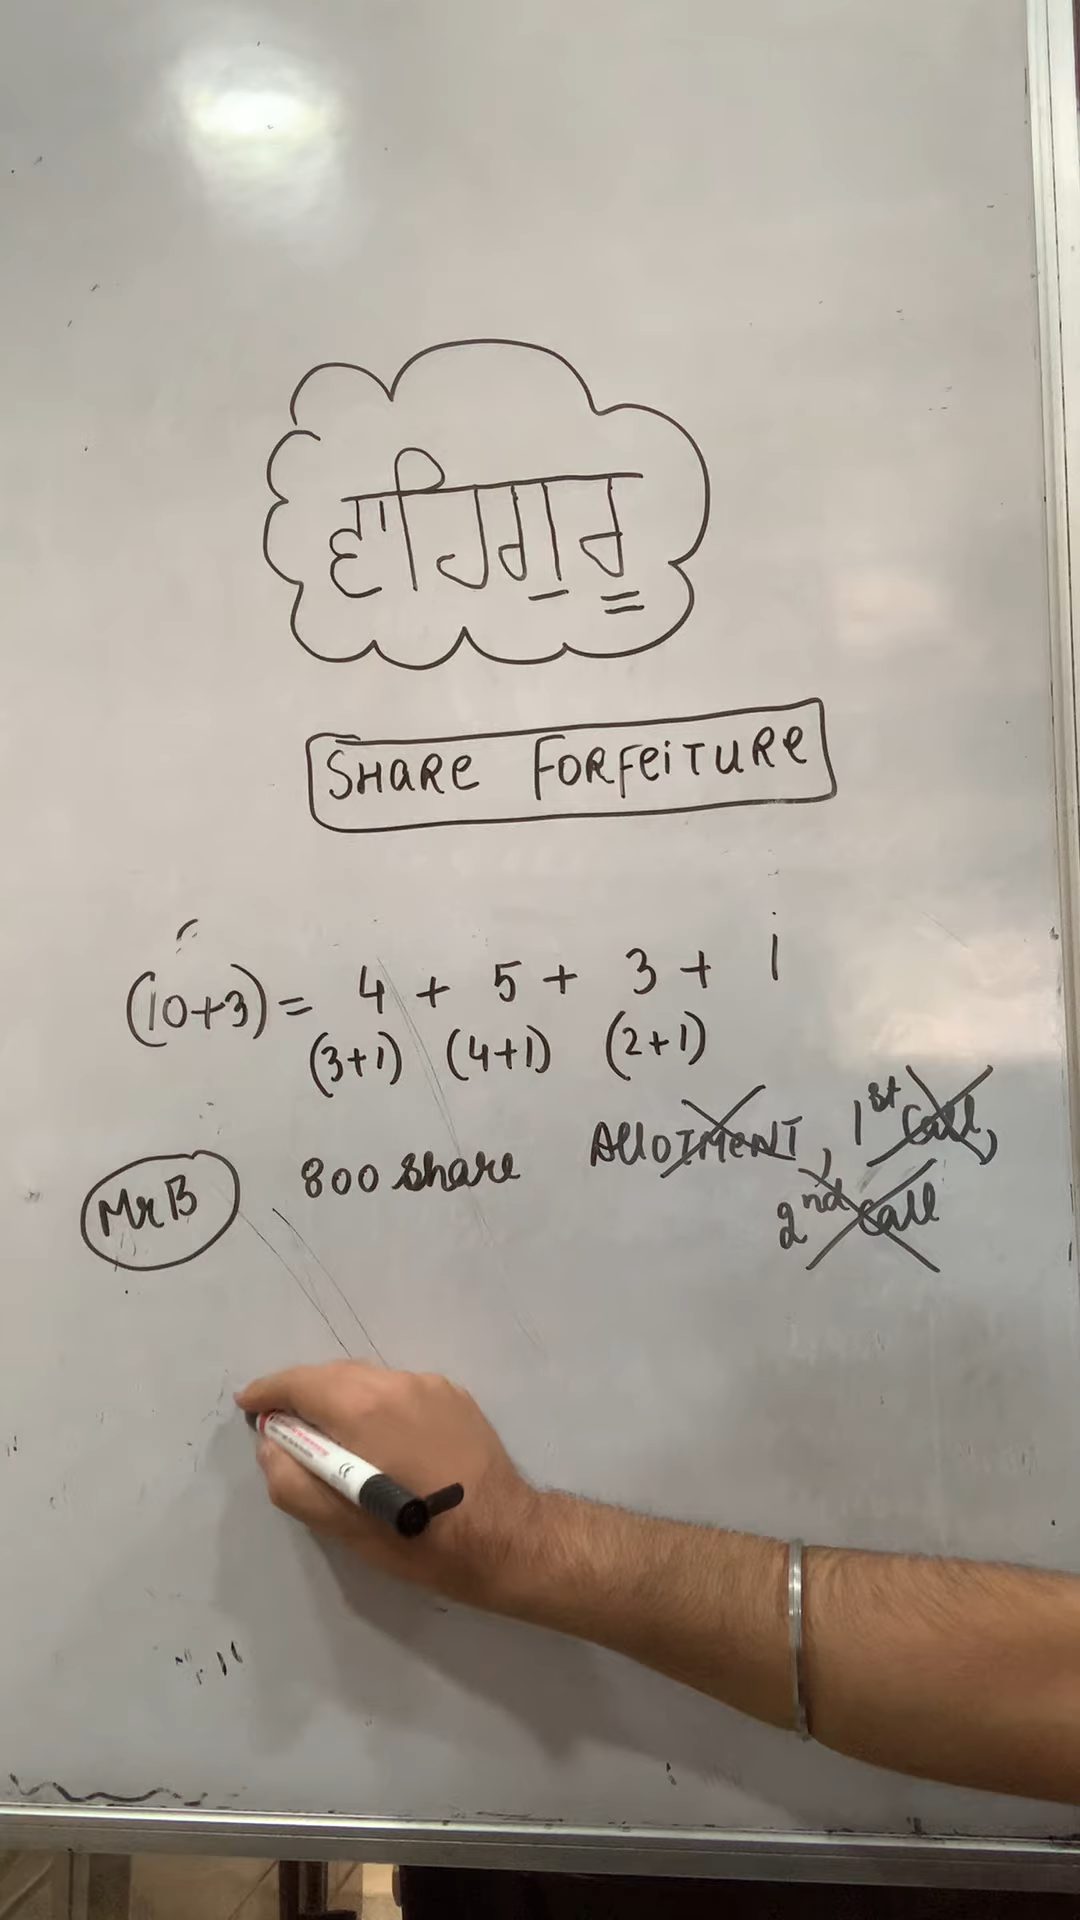 ਵਾਹਿਗੁਰੂ
SHARE FORFEITURE
(10+3) = 4 + 5 + 3 + 1
(3+1) (4+1) (2+1)
Mr B 800 share Allotment, 1st Call,
2nd Call